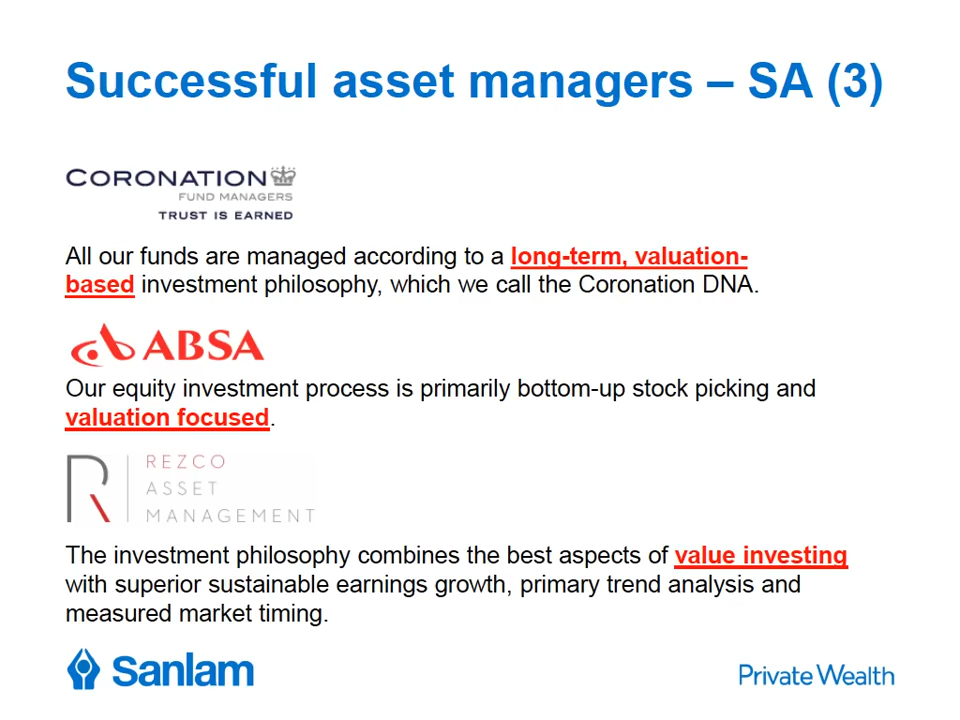 Successful asset managers – SA (3)
CORONATION
FUND MANAGERS
TRUST IS EARNED
All our funds are managed according to a long-term, valuation-
based investment philosophy, which we call the Coronation DNA.
ABSA
Our equity investment process is primarily bottom-up stock picking and
valuation focused.
REZCO
ASSET
MANAGEMENT
The investment philosophy combines the best aspects of value investing
with superior sustainable earnings growth, primary trend analysis and
measured market timing.
Sanlam
Private Wealth